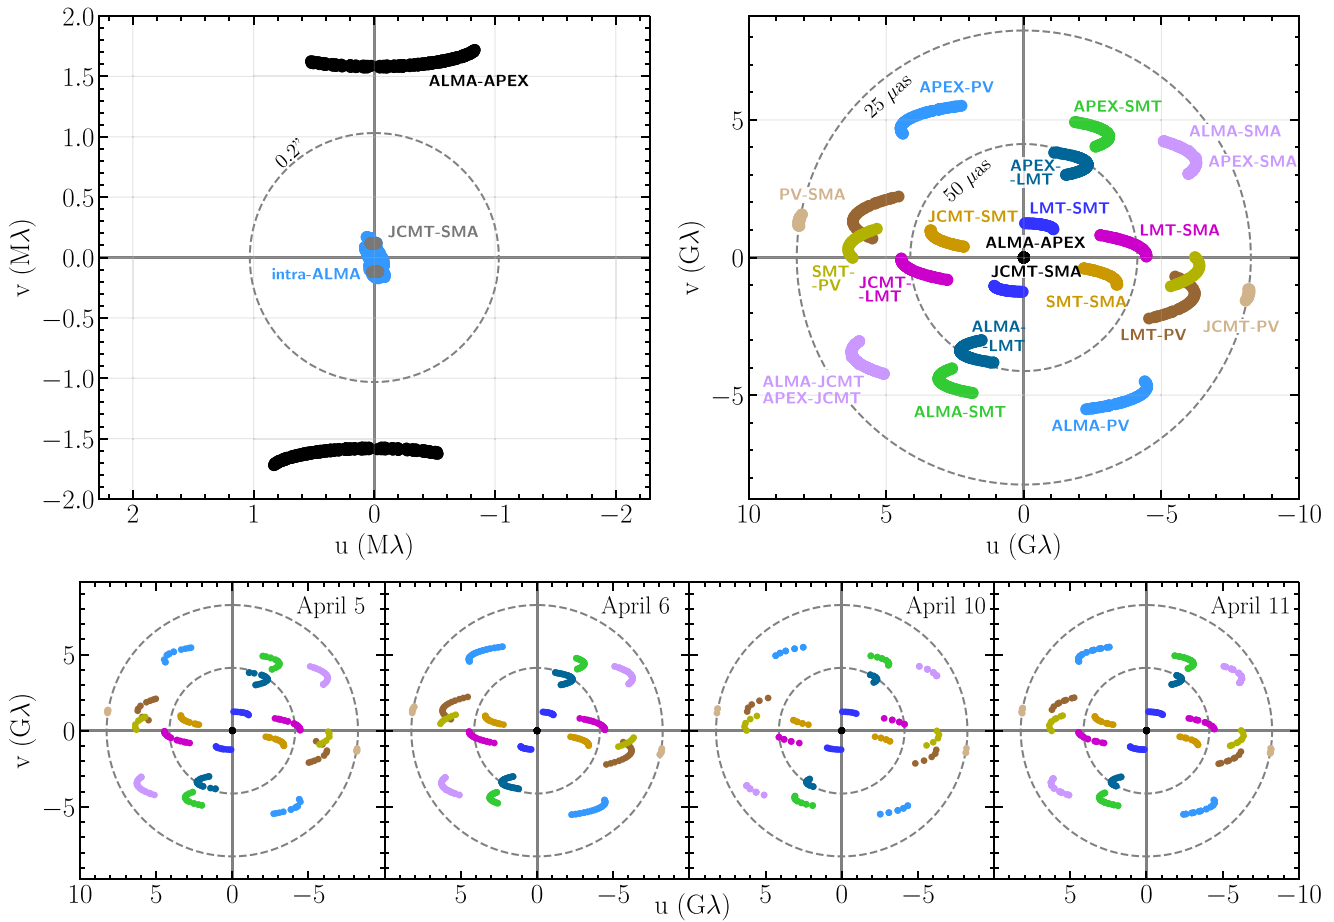 2.0
1.5
1.0
0.5
0.0
−0.5
−1.0
−1.5
−2.0
v (Mλ)
ALMA-APEX
0.2"
JCMT-SMA
intra-ALMA
2
1
0
−1
−2
u (Mλ)
5
0
−5
v (Gλ)
25 μas
50 μas
APEX-PV
APEX-SMT
ALMA-SMA
APEX-SMA
APEX-
-LMT
PV-SMA
JCMT-SMT
LMT-SMT
LMT-SMA
ALMA-APEX
JCMT-SMA
SMT-
-PV
JCMT-
-LMT
SMT-SMA
LMT-PV
JCMT-PV
ALMA-
-LMT
ALMA-JCMT
APEX-JCMT
ALMA-SMT
ALMA-PV
10
5
0
−5
−10
u (Gλ)
April 5
April 6
April 10
April 11
5
0
−5
v (Gλ)
10
5
0
−5
5
0
−5
5
0
−5
5
0
−5
−10
u (Gλ)